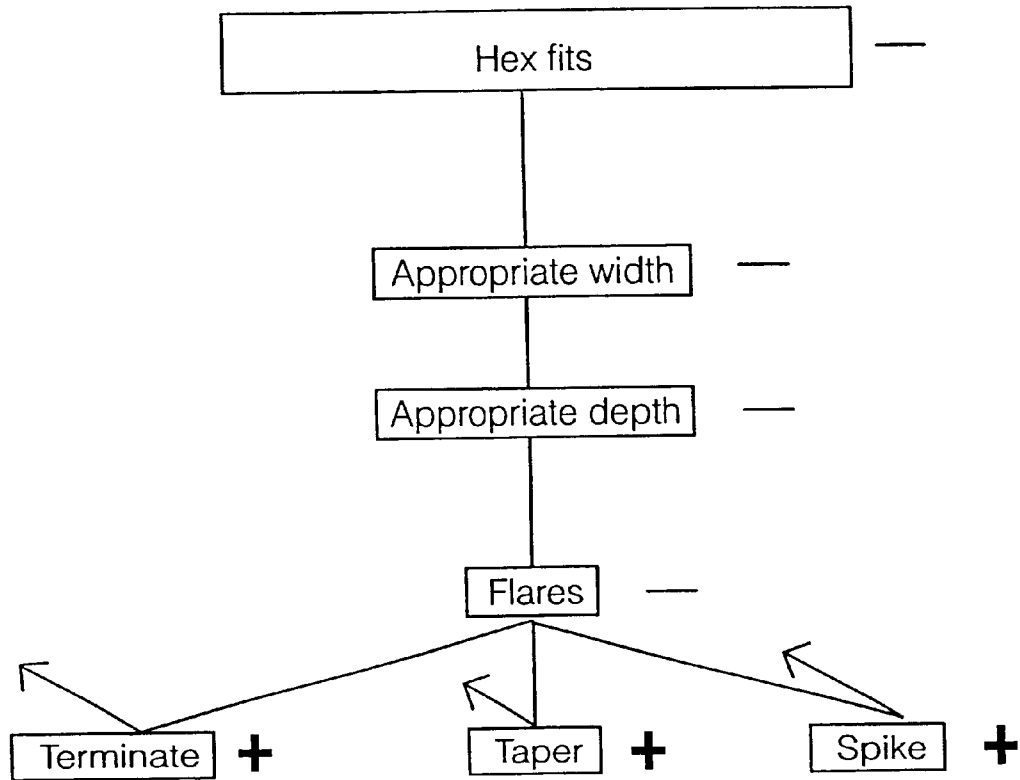 Hex fits —
Appropriate width —
Appropriate depth —
Flares —
Terminate + Taper + Spike +